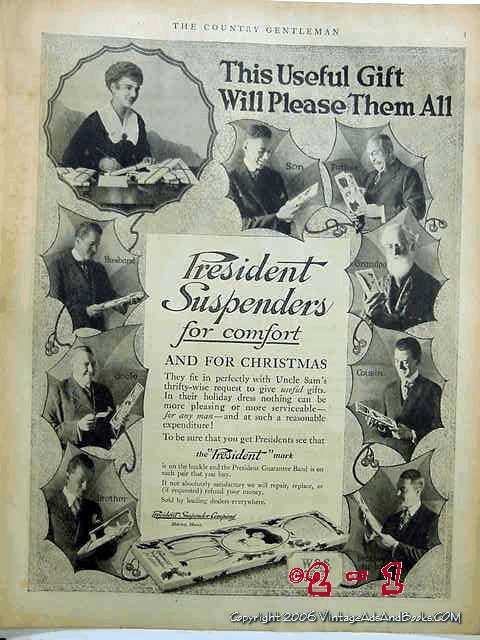 THE COUNTRY GENTLEMAN
This Useful Gift
Will Please Them All
Son
Husband
Grandpa
Uncle
Cousin
Brother
President
Suspenders
for comfort
AND FOR CHRISTMAS
They fit in perfectly with Uncle Sam's
thrifty-wise request to give useful gifts.
In their holiday dress nothing can be
more pleasing or more serviceable—
for any man—and at such a reasonable
expenditure!
To be sure that you get Presidents see that
the "President" mark
is on the buckle and the President Guarantee Band is on
each pair that you buy.
If not absolutely satisfactory we will repair, replace, or
(if requested) refund your money.
Sold by leading dealers everywhere.
President Suspender Company
Shirley, Mass.
©2 - 1
Copyright 2006 VintageAdsAndBooks.COM